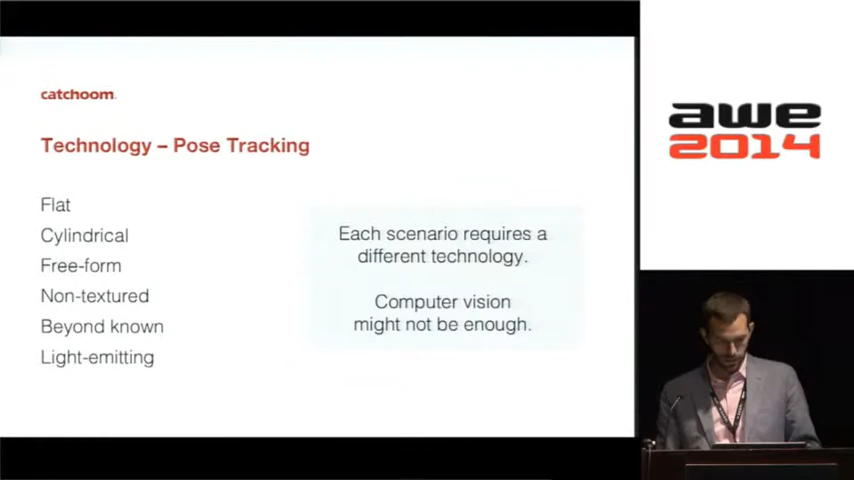 catchoom.
Technology – Pose Tracking
Flat
Cylindrical
Free-form
Non-textured
Beyond known
Light-emitting
Each scenario requires a
different technology.
Computer vision
might not be enough.
awe
2014